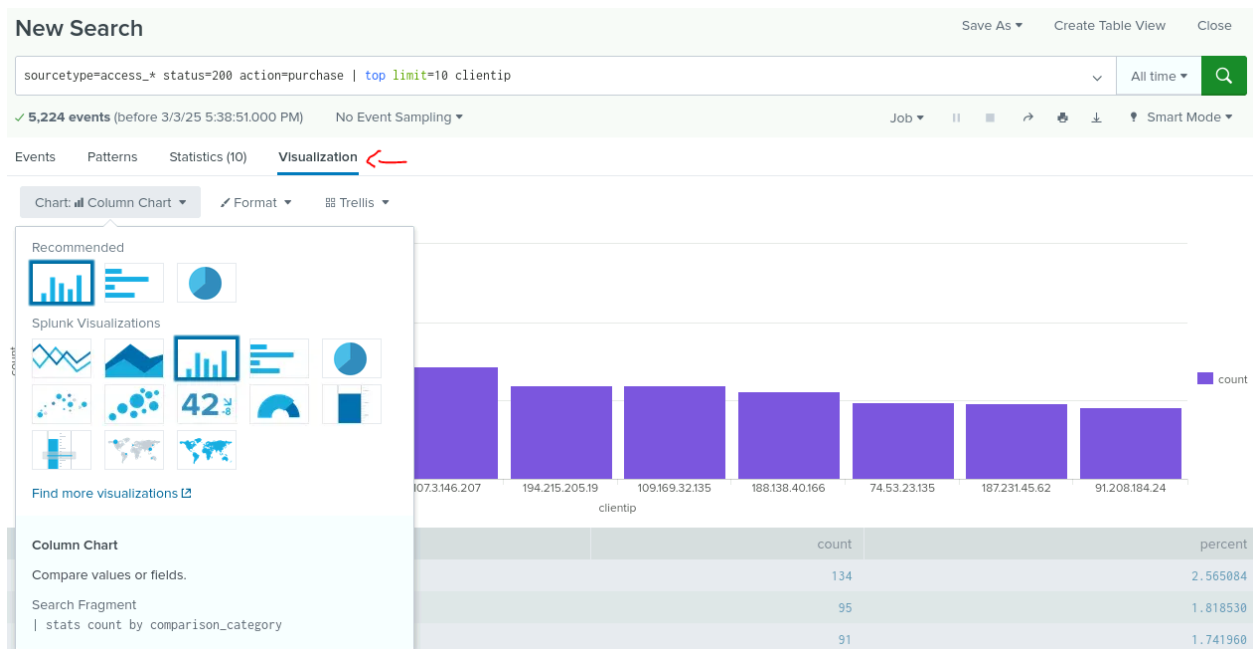 New Search
Save As Create Table View Close
sourcetype=access_* status=200 action=purchase | top limit=10 clientip
All time
5,224 events (before 3/3/25 5:38:51.000 PM) No Event Sampling
Job Smart Mode
Events Patterns Statistics (10) Visualization
Chart: Column Chart Format Trellis
Recommended
Splunk Visualizations
42
-8
Find more visualizations
Column Chart
Compare values or fields.
Search Fragment
| stats count by comparison_category
count
count
107.3.146.207 194.215.205.19 109.169.32.135 188.138.40.166 74.53.23.135 187.231.45.62 91.208.184.24
clientip
count percent
134 2.565084
95 1.818530
91 1.741960